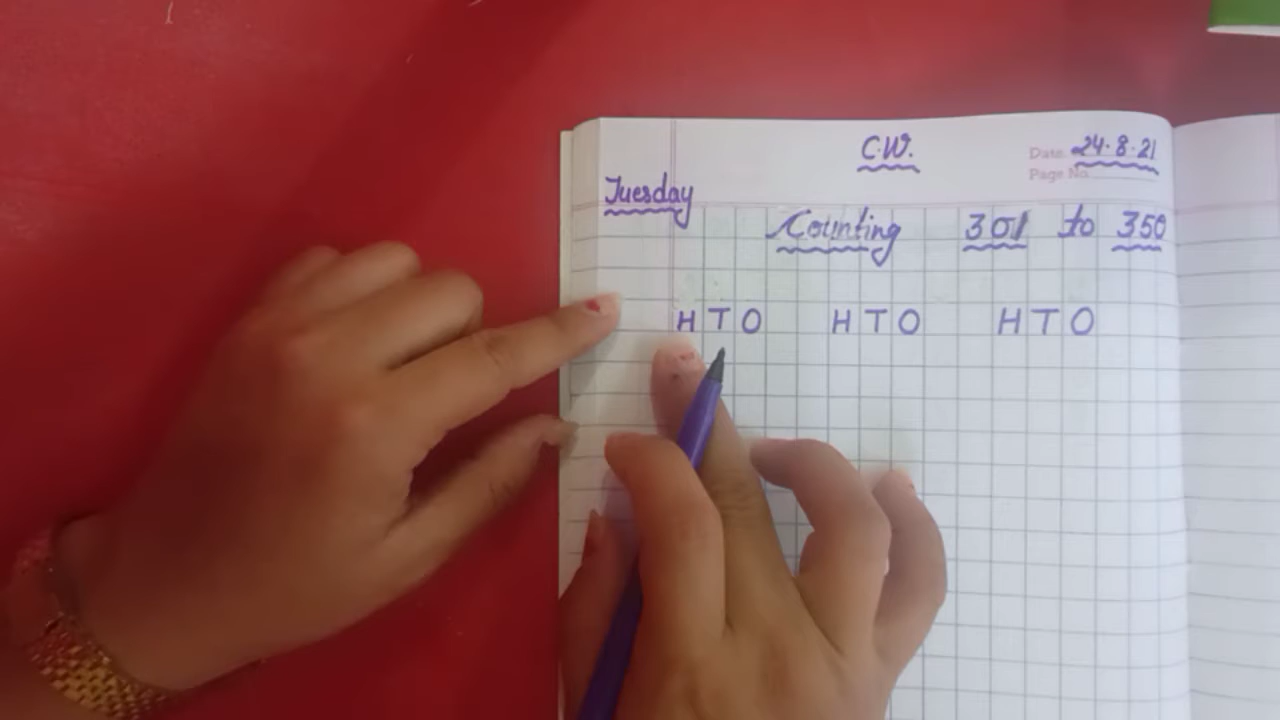 C.W.
Date: 24.8.21
Page No.
Tuesday
Counting 301 to 350
H T O H T O H T O